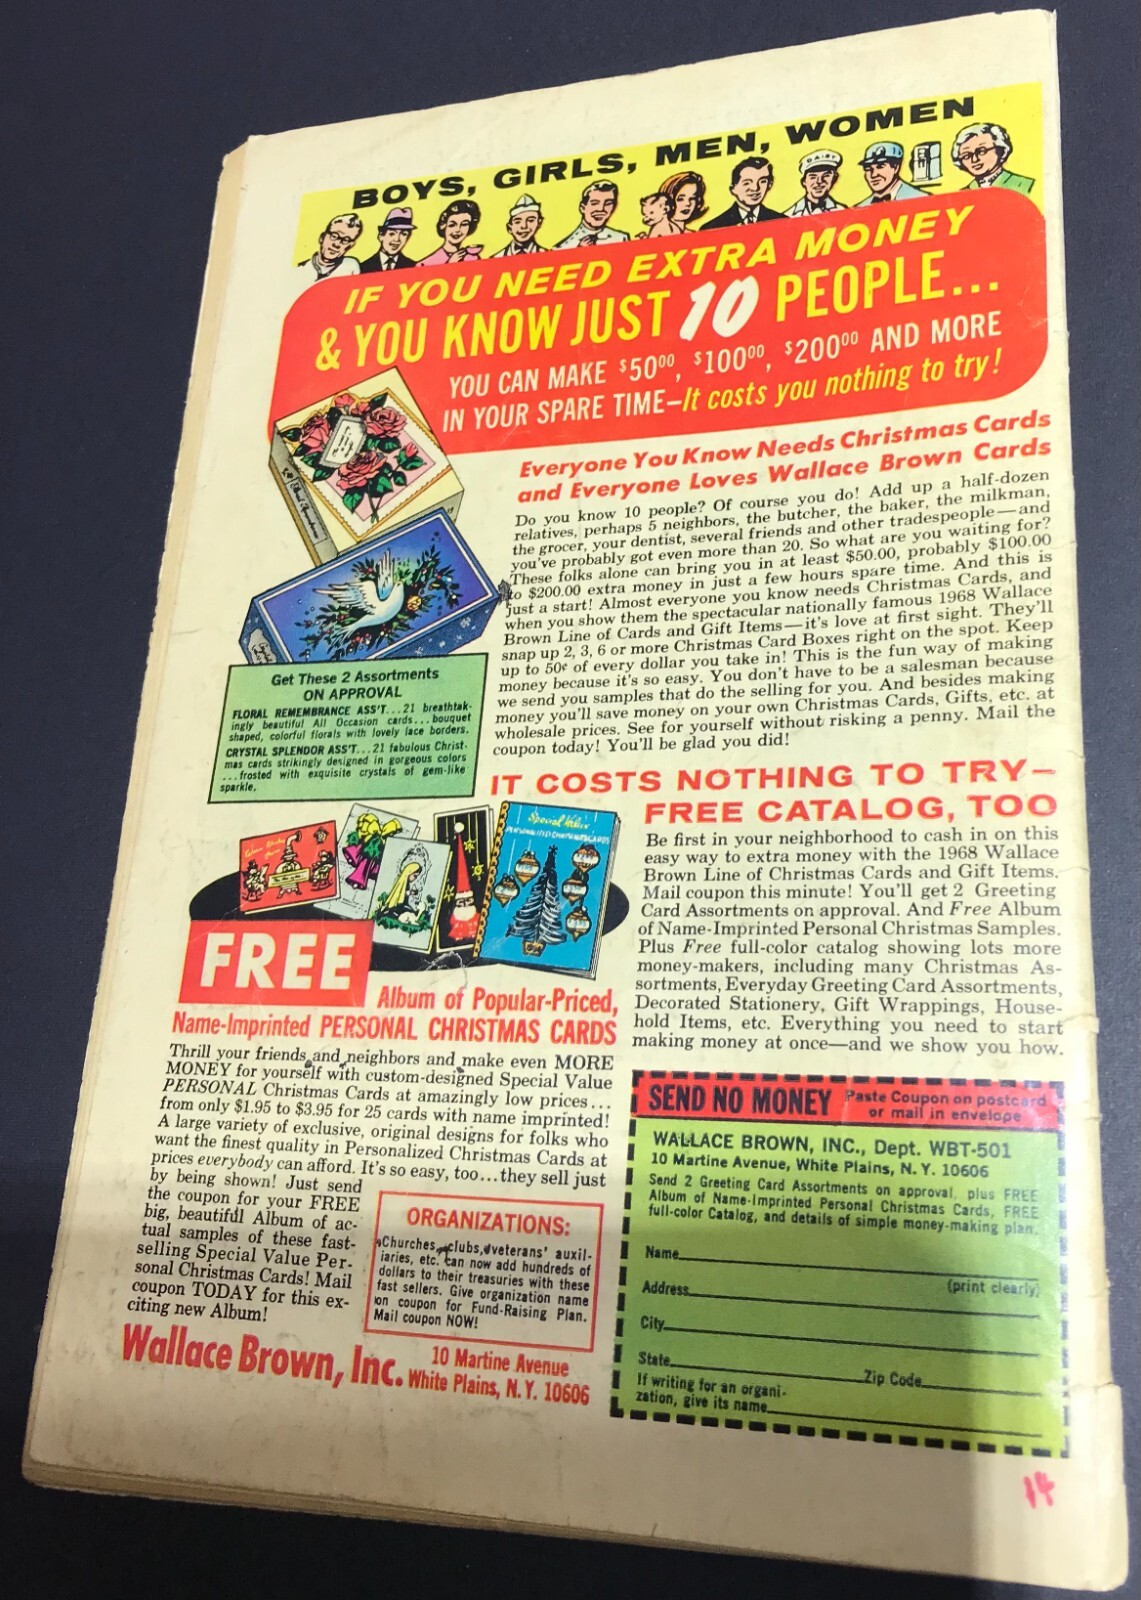 BOYS, GIRLS, MEN, WOMEN
DAIRY
IF YOU NEED EXTRA MONEY
& YOU KNOW JUST 10 PEOPLE...
YOU CAN MAKE $50.00, $100.00, $200.00 AND MORE
IN YOUR SPARE TIME—It costs you nothing to try!
Everyone You Know Needs Christmas Cards
and Everyone Loves Wallace Brown Cards
Do you know 10 people? Of course you do! Add up a half-dozen
relatives, perhaps 5 neighbors, the butcher, the baker, the milkman,
the grocer, your dentist, several friends and other tradespeople—and
you've probably got even more than 20. So what are you waiting for?
These folks alone can bring you in at least $50.00, probably $100.00
to $200.00 extra money in just a few hours spare time. And this is
just a start! Almost everyone you know needs Christmas Cards, and
when you show them the spectacular nationally famous 1968 Wallace
Brown Line of Cards and Gift Items—it's love at first sight. They'll
snap up 2, 3, 6 or more Christmas Card Boxes right on the spot. Keep
up to 50¢ of every dollar you take in! This is the fun way of making
money because it's so easy. You don't have to be a salesman because
we send you samples that do the selling for you. And besides making
money you'll save money on your own Christmas Cards, Gifts, etc. at
wholesale prices. See for yourself without risking a penny. Mail the
coupon today! You'll be glad you did!
Get These 2 Assortments
ON APPROVAL
FLORAL REMEMBRANCE ASS'T...21 breathtak-
ingly beautiful All Occasion cards...bouquet
shaped, colorful florals with lovely lace borders.
CRYSTAL SPLENDOR ASS'T...21 fabulous Christ-
mas cards strikingly designed in gorgeous colors
...frosted with exquisite crystals of gem-like
sparkle.
IT COSTS NOTHING TO TRY—
FREE CATALOG, TOO
Be first in your neighborhood to cash in on this
easy way to extra money with the 1968 Wallace
Brown Line of Christmas Cards and Gift Items.
Mail coupon this minute! You'll get 2 Greeting
Card Assortments on approval. And Free Album
of Name-Imprinted Personal Christmas Samples.
Plus Free full-color catalog showing lots more
money-makers, including many Christmas As-
sortments, Everyday Greeting Card Assortments,
Decorated Stationery, Gift Wrappings, House-
hold Items, etc. Everything you need to start
making money at once—and we show you how.
Special Value
PERSONALIZED CHRISTMAS CARDS
FREE
Album of Popular-Priced,
Name-Imprinted PERSONAL CHRISTMAS CARDS
Thrill your friends and neighbors and make even MORE
MONEY for yourself with custom-designed Special Value
PERSONAL Christmas Cards at amazingly low prices...
from only $1.95 to $3.95 for 25 cards with name imprinted!
A large variety of exclusive, original designs for folks who
want the finest quality in Personalized Christmas Cards at
prices everybody can afford. It's so easy, too...they sell just
by being shown! Just send
the coupon for your FREE
big, beautiful Album of ac-
tual samples of these fast-
selling Special Value Per-
sonal Christmas Cards! Mail
coupon TODAY for this ex-
citing new Album!
ORGANIZATIONS:
Churches, clubs, veterans' auxil-
iaries, etc. can now add hundreds of
dollars to their treasuries with these
fast sellers. Give organization name
on coupon for Fund-Raising Plan.
Mail coupon NOW!
Wallace Brown, Inc. 10 Martine Avenue
White Plains, N.Y. 10606
SEND NO MONEY Paste Coupon on postcard
or mail in envelope
WALLACE BROWN, INC., Dept. WBT-501
10 Martine Avenue, White Plains, N. Y. 10606
Send 2 Greeting Card Assortments on approval, plus FREE
Album of Name-Imprinted Personal Christmas Cards, FREE
full-color Catalog, and details of simple money-making plan.
Name
Address (print clearly)
City
State Zip Code
If writing for an organi-
zation, give its name
14